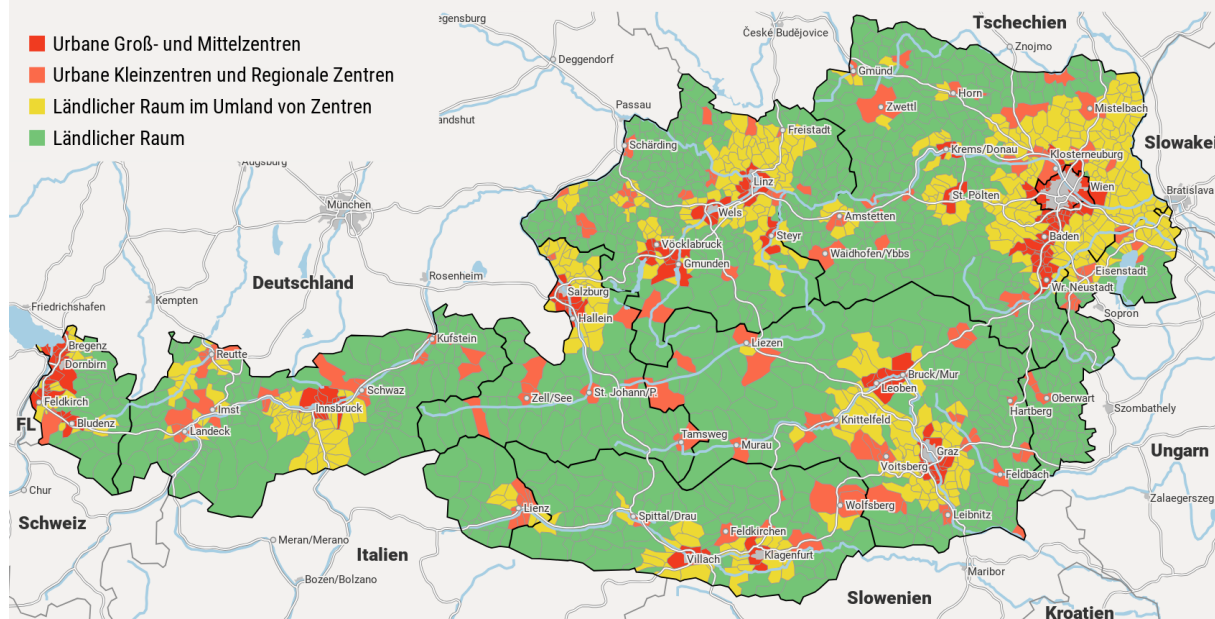 Urbane Groß- und Mittelzentren
Urbane Kleinzentren und Regionale Zentren
Ländlicher Raum im Umland von Zentren
Ländlicher Raum
egensburg
Tschechien
České Budějovice
Znojmo
Deggendorf
Gmünd
Horn
Zwettl
Mistelbach
Passau
andshut
Freistadt
Schärding
Krems/Donau
Klosterneuburg
Slowakei
Augsburg
Linz
Wien
Bratislava
St. Pölten
München
Wels
Amstetten
Steyr
Baden
Vöcklabruck
Waidhofen/Ybbs
Gmunden
Eisenstadt
Rosenheim
Deutschland
Salzburg
Wr. Neustadt
Kempten
Friedrichshafen
Hallein
Sopron
Kufstein
Bregenz
Liezen
Reutte
Dornbirn
Bruck/Mur
Leoben
Schwaz
St. Johann/P.
Zell/See
Oberwart
Feldkirch
Innsbruck
Imst
Hartberg
Szombathely
FL
Bludenz
Landeck
Knittelfeld
Tamsweg
Murau
Graz
Ungarn
Voitsberg
Feldbach
Chur
Zalaegerszeg
Lienz
Wolfsberg
Leibnitz
Spittal/Drau
Schweiz
Feldkirchen
Meran/Merano
Italien
Villach
Klagenfurt
Maribor
Bozen/Bolzano
Slowenien
Kroatien